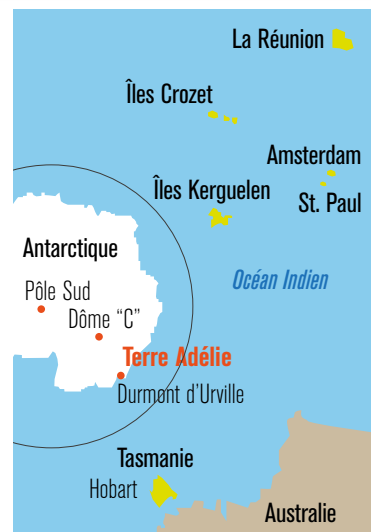 La Réunion
Îles Crozet
Amsterdam
Îles Kerguelen
St. Paul
Antarctique
Océan Indien
Pôle Sud
Dôme “C”
Terre Adélie
Durmont d’Urville
Tasmanie
Hobart
Australie